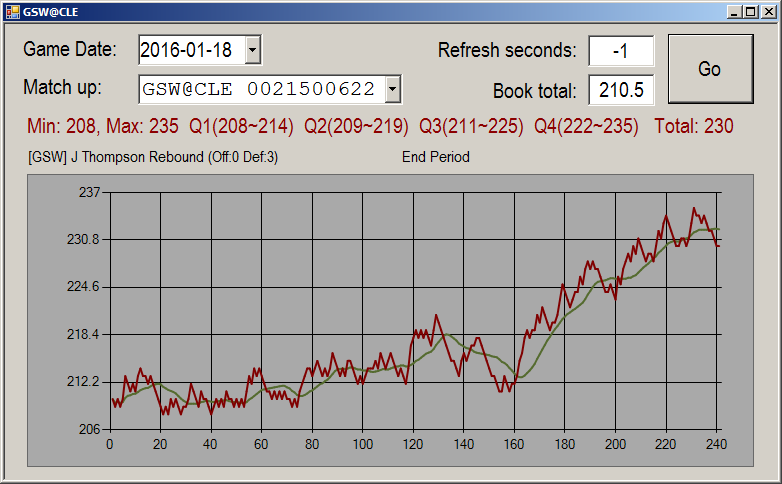 GSW@CLE
Game Date: 2016-01-18 Refresh seconds: -1
Go
Match up: GSW@CLE 0021500622 Book total: 210.5
Min: 208, Max: 235 Q1(208~214) Q2(209~219) Q3(211~225) Q4(222~235) Total: 230
[GSW] J Thompson Rebound (Off:0 Def:3) End Period
237
230.8
224.6
218.4
212.2
206
0 20 40 60 80 100 120 140 160 180 200 220 240